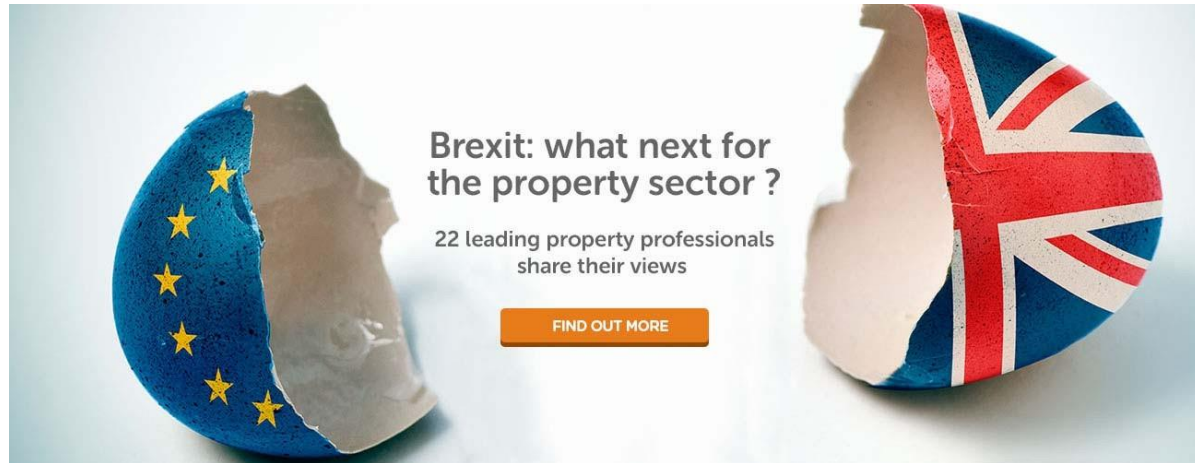 Brexit: what next for
the property sector ?
22 leading property professionals
share their views
FIND OUT MORE